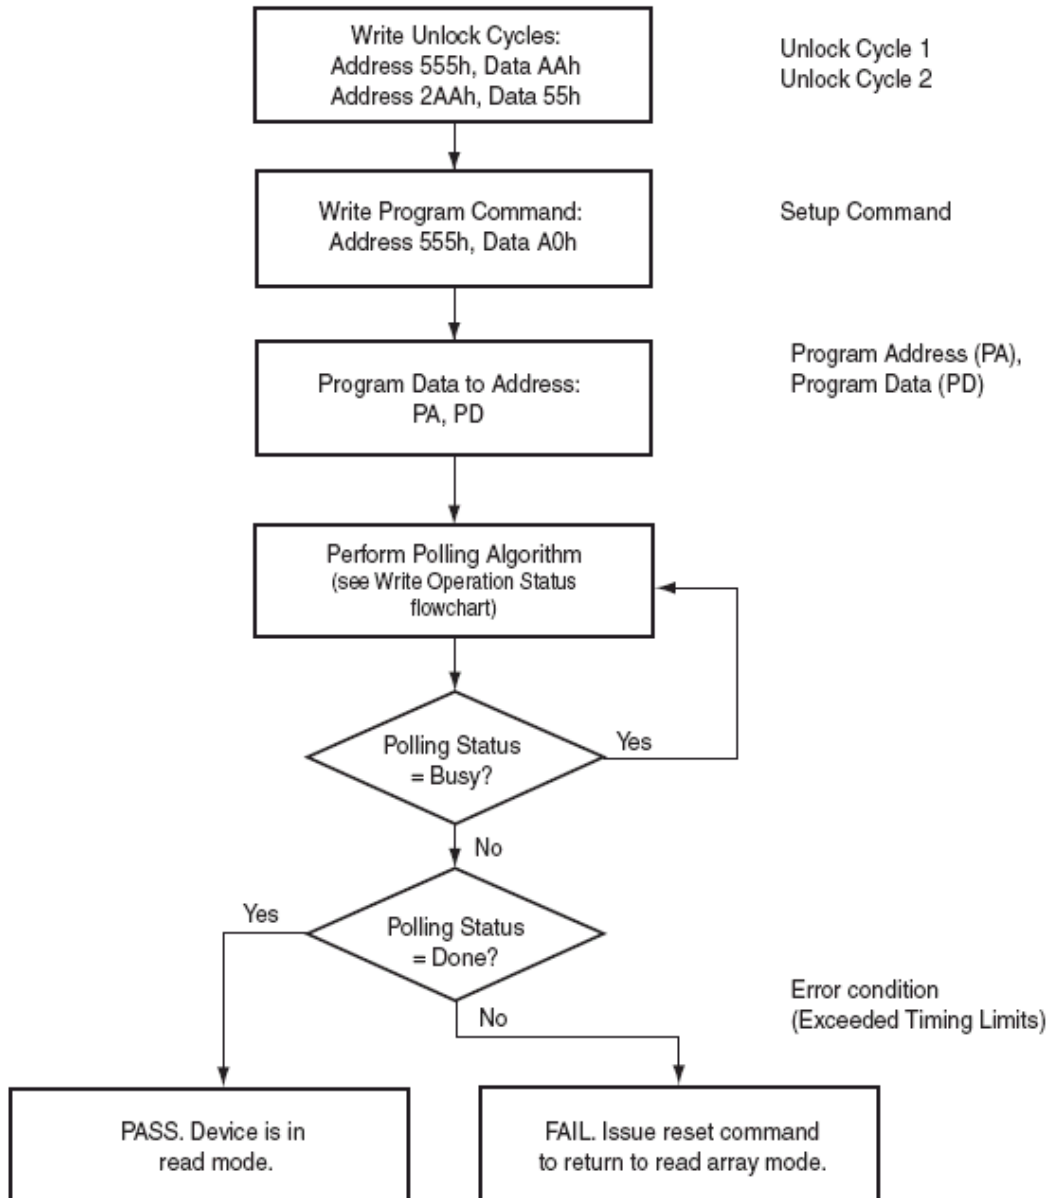 Write Unlock Cycles:
Address 555h, Data AAh
Address 2AAh, Data 55h
Unlock Cycle 1
Unlock Cycle 2
Write Program Command:
Address 555h, Data A0h
Setup Command
Program Data to Address:
PA, PD
Program Address (PA),
Program Data (PD)
Perform Polling Algorithm
(see Write Operation Status
flowchart)
Polling Status
= Busy?
Yes
No
Polling Status
= Done?
Yes
No
Error condition
(Exceeded Timing Limits)
PASS. Device is in
read mode.
FAIL. Issue reset command
to return to read array mode.